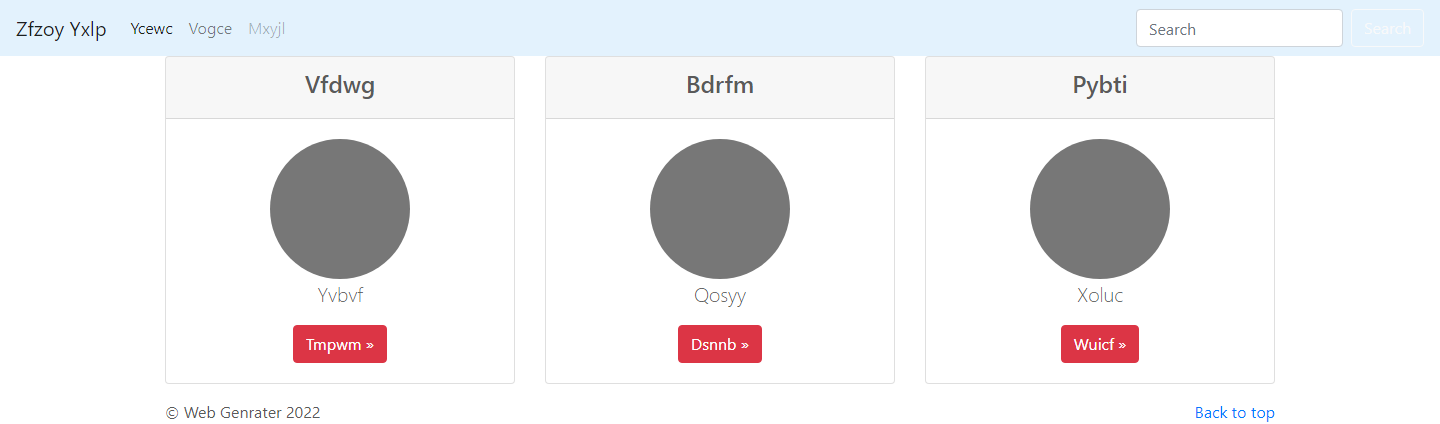 Zfzoy Yxlp Ycewc Vogce Mxyjl Search Search
Vfdwg Bdrfm Pybti
Yvbvf Qosyy Xoluc
Tmpwm » Dsnnb » Wuicf »
© Web Genrater 2022 Back to top